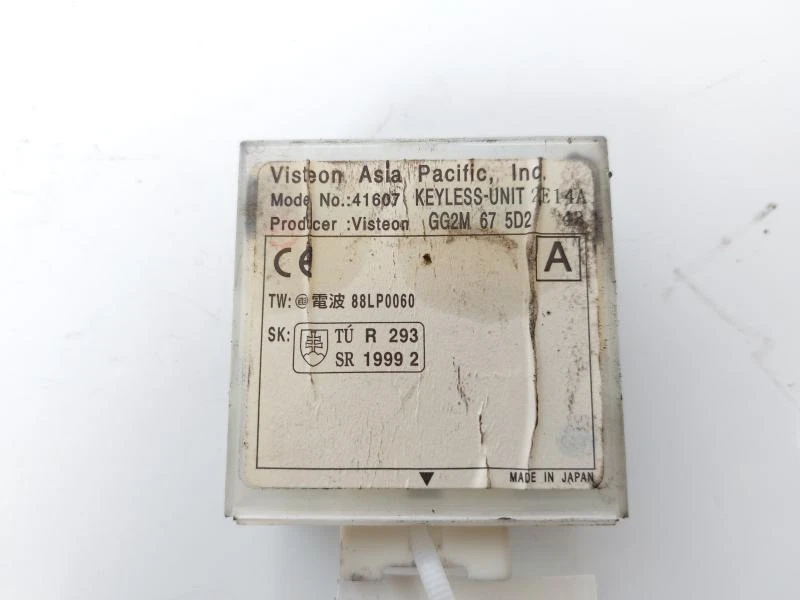 Visteon Asia Pacific, Inc.
Mode No.:41607 KEYLESS-UNIT 2E14A
Producer :Visteon GG2M 67 5D2
CE A
TW: 電波 88LP0060
SK: TÚ R 293
SR 1999 2
MADE IN JAPAN